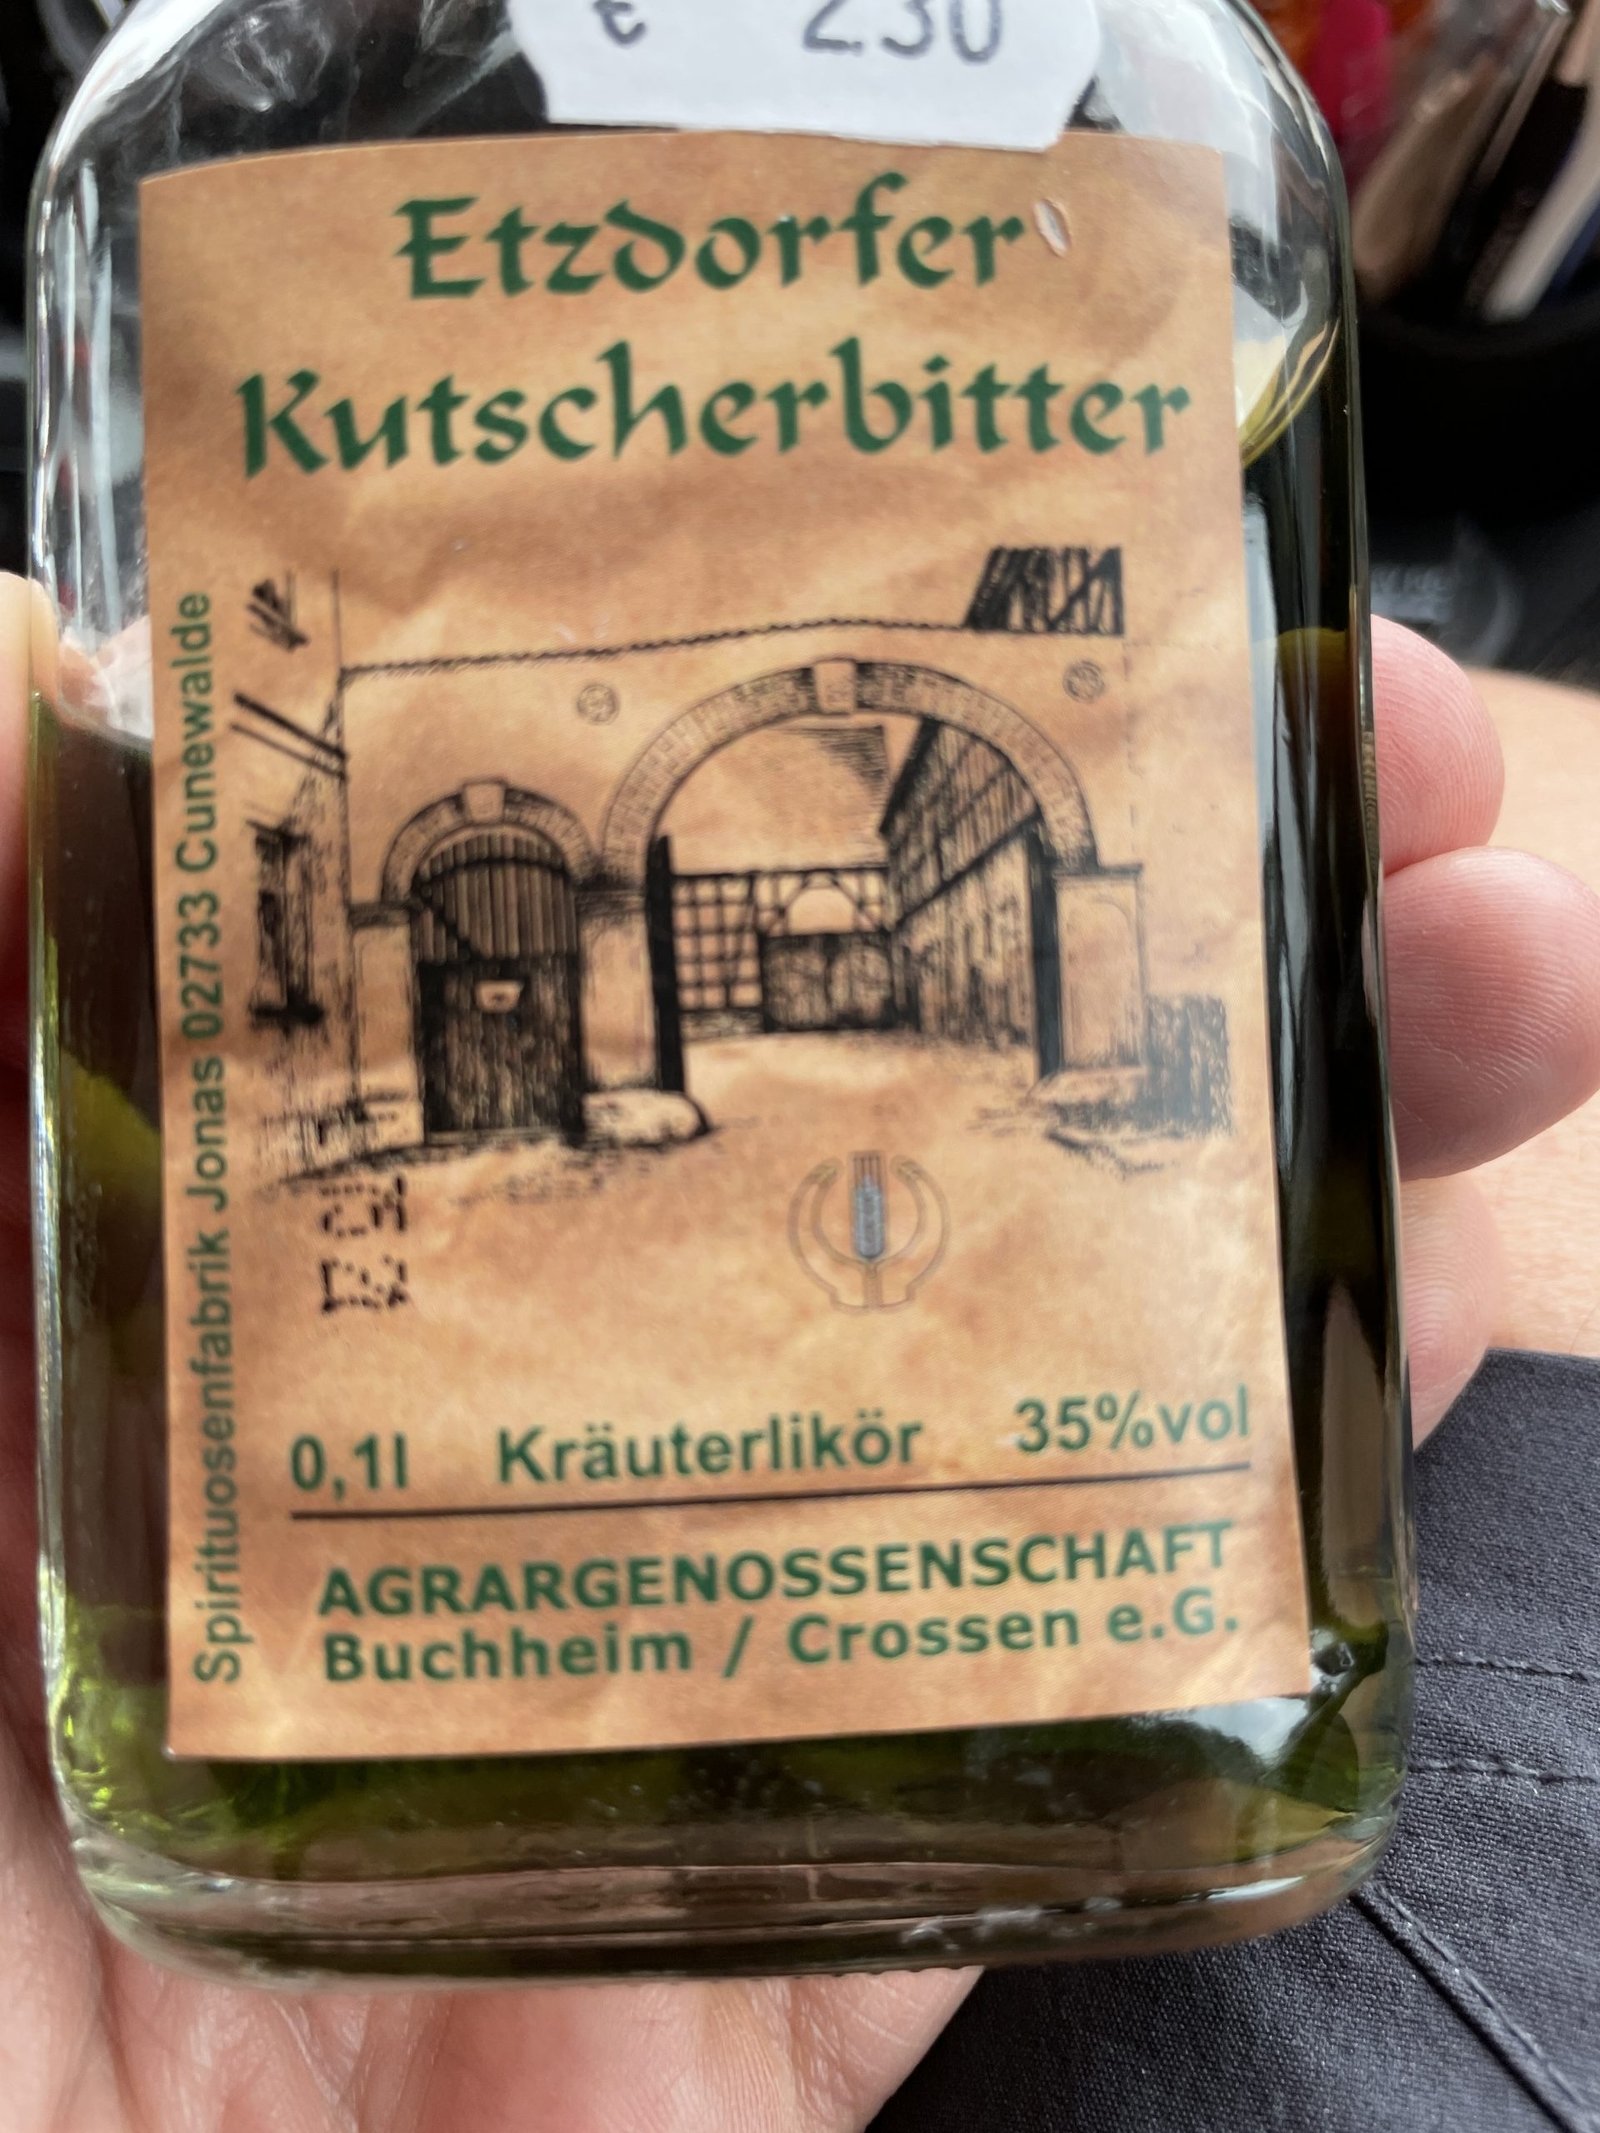 € 2.30
Etzdorfer
Kutscherbitter
Spirituosenfabrik Jonas 02733 Cunewalde
0,1l Kräuterlikör 35%vol
AGRARGENOSSENSCHAFT
Buchheim / Crossen e.G.